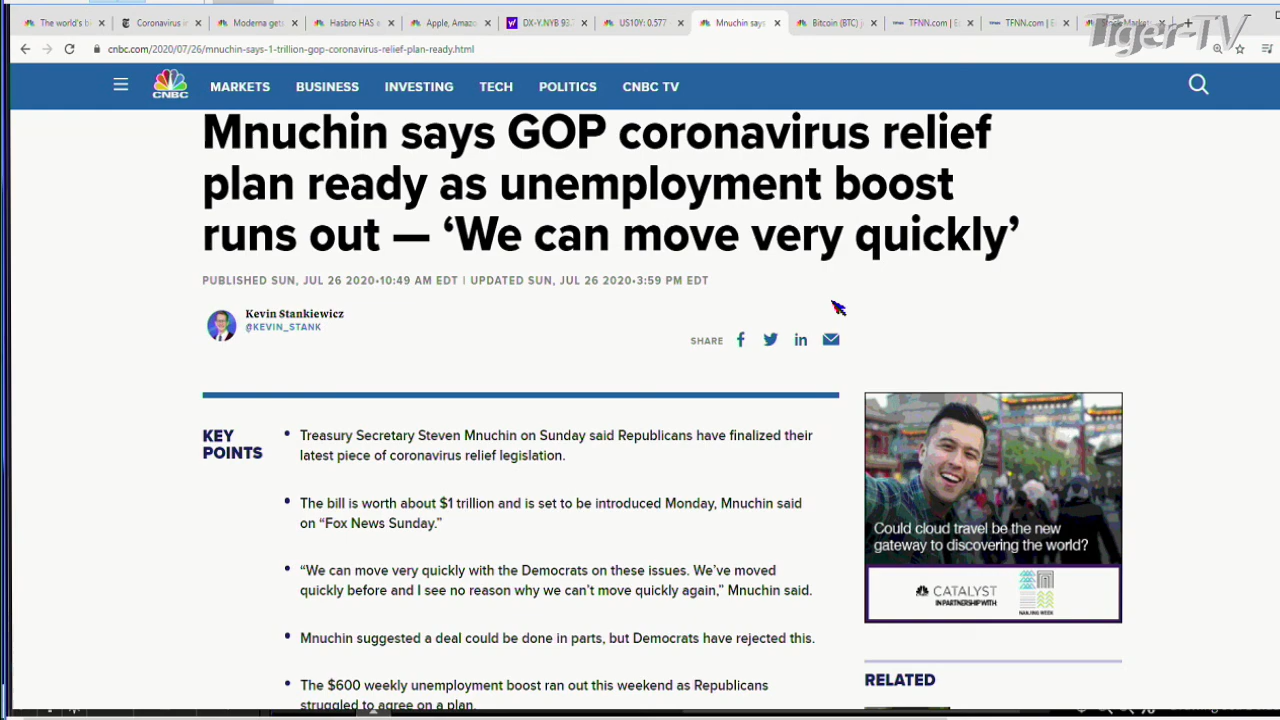 The world's b
Coronavirus in
Moderna gets
Hasbro HAS e
Apple, Amazo
DX-Y.NYB 93.
US10Y: 0.577
Mnuchin says
Bitcoin (BTC)
TFNN.com | E
TFNN.com | E
Tiger-TV
cnbc.com/2020/07/26/mnuchin-says-1-trillion-gop-coronavirus-relief-plan-ready.html
CNBC
MARKETS BUSINESS INVESTING TECH POLITICS CNBC TV
Mnuchin says GOP coronavirus relief
plan ready as unemployment boost
runs out — ‘We can move very quickly’
PUBLISHED SUN, JUL 26 2020•10:49 AM EDT | UPDATED SUN, JUL 26 2020•3:59 PM EDT
Kevin Stankiewicz
@KEVIN_STANK
SHARE
KEY
POINTS
• Treasury Secretary Steven Mnuchin on Sunday said Republicans have finalized their
latest piece of coronavirus relief legislation.
• The bill is worth about $1 trillion and is set to be introduced Monday, Mnuchin said
on “Fox News Sunday.”
• “We can move very quickly with the Democrats on these issues. We’ve moved
quickly before and I see no reason why we can’t move quickly again,” Mnuchin said.
• Mnuchin suggested a deal could be done in parts, but Democrats have rejected this.
• The $600 weekly unemployment boost ran out this weekend as Republicans
struggled to agree on a plan.
Could cloud travel be the new
gateway to discovering the world?
CATALYST
IN PARTNERSHIP WITH
NANJING WEEK
RELATED